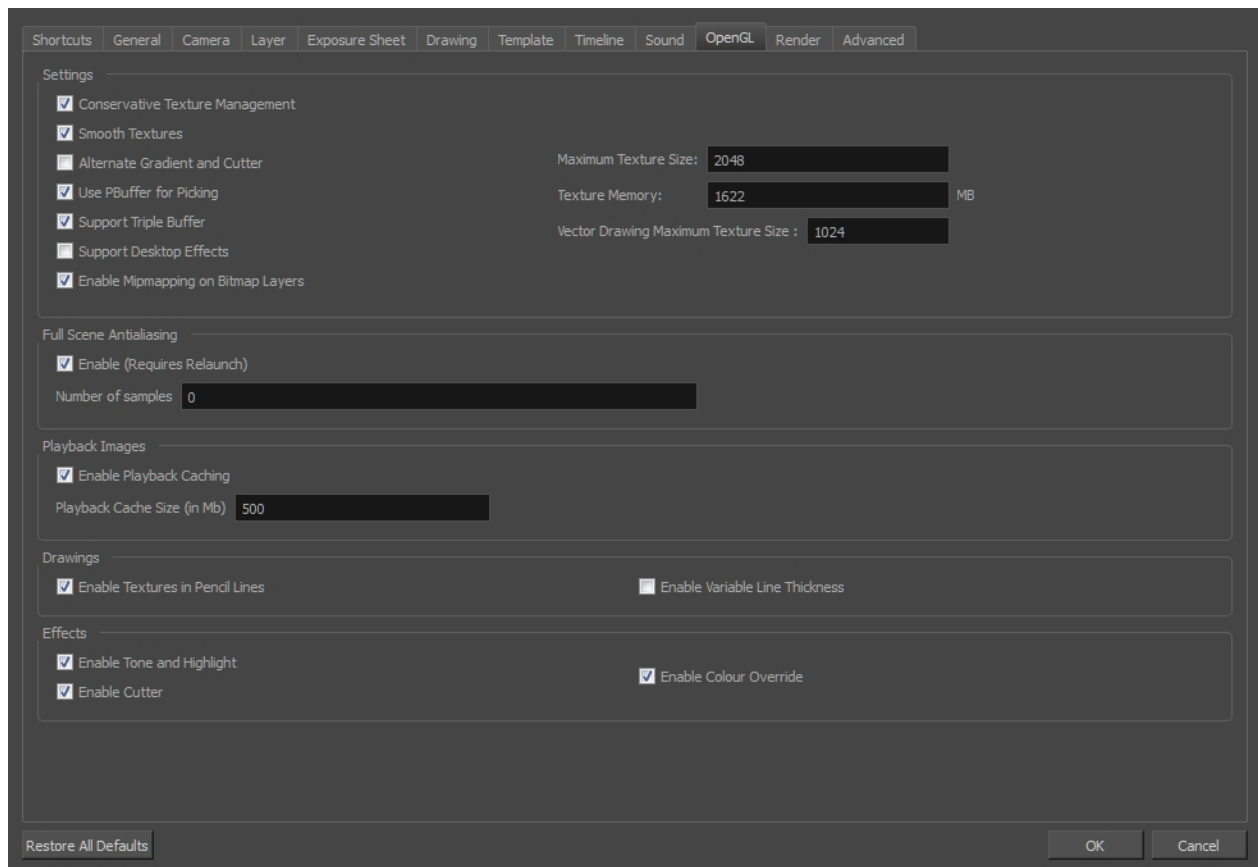 Shortcuts General Camera Layer Exposure Sheet Drawing Template Timeline Sound OpenGL Render Advanced
Settings
Conservative Texture Management
Smooth Textures
Alternate Gradient and Cutter
Use PBuffer for Picking
Support Triple Buffer
Support Desktop Effects
Enable Mipmapping on Bitmap Layers
Maximum Texture Size: 2048
Texture Memory: 1622 MB
Vector Drawing Maximum Texture Size : 1024
Full Scene Antialiasing
Enable (Requires Relaunch)
Number of samples 0
Playback Images
Enable Playback Caching
Playback Cache Size (in Mb) 500
Drawings
Enable Textures in Pencil Lines
Enable Variable Line Thickness
Effects
Enable Tone and Highlight
Enable Cutter
Enable Colour Override
Restore All Defaults
OK
Cancel